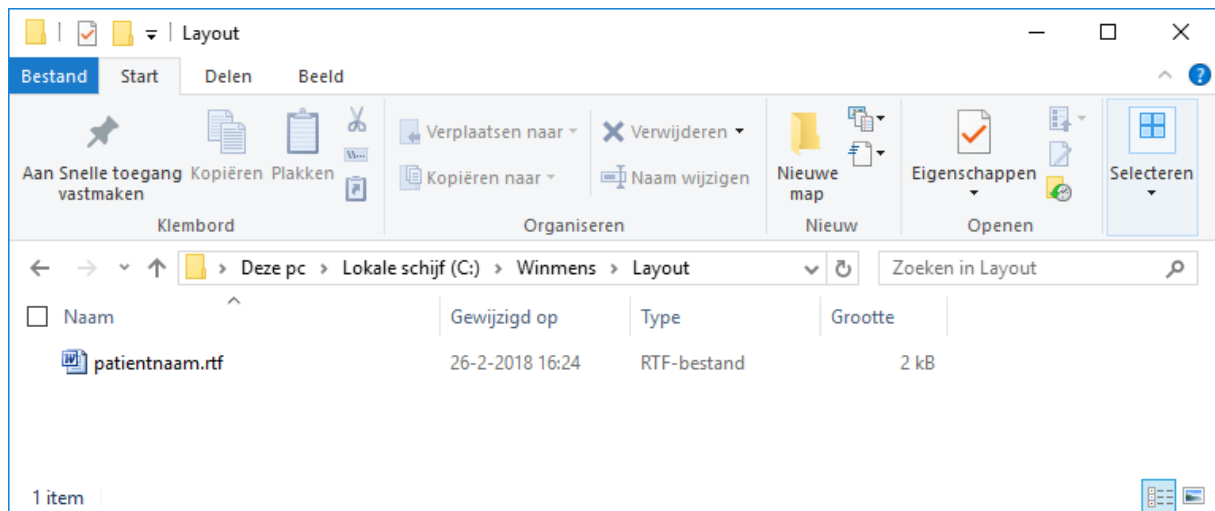 Layout
Bestand Start Delen Beeld
Aan Snelle toegang vastmaken Kopiëren Plakken
Klembord
Verplaatsen naar Verwijderen
Kopiëren naar Naam wijzigen
Organiseren
Nieuwe map
Nieuw
Eigenschappen
Openen
Selecteren
Deze pc > Lokale schijf (C:) > Winmens > Layout
Zoeken in Layout
Naam Gewijzigd op Type Grootte
patientnaam.rtf 26-2-2018 16:24 RTF-bestand 2 kB
1 item